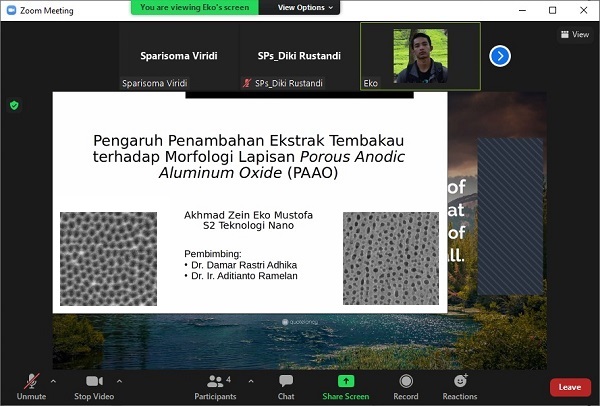 Zoom Meeting
You are viewing Eko's screen
View Options
View
Sparisoma Viridi
SPs_Diki Rustandi
Sparisoma Viridi
SPs_Diki Rustandi
Eko
Pengaruh Penambahan Ekstrak Tembakau
terhadap Morfologi Lapisan Porous Anodic
Aluminum Oxide (PAAO)
Akhmad Zein Eko Mustofa
S2 Teknologi Nano
Pembimbing:
• Dr. Damar Rastri Adhika
• Dr. Ir. Aditianto Ramelan
of
at
of
ll.
quotefancy
Unmute
Stop Video
4
Participants
Chat
Share Screen
Record
Reactions
Leave